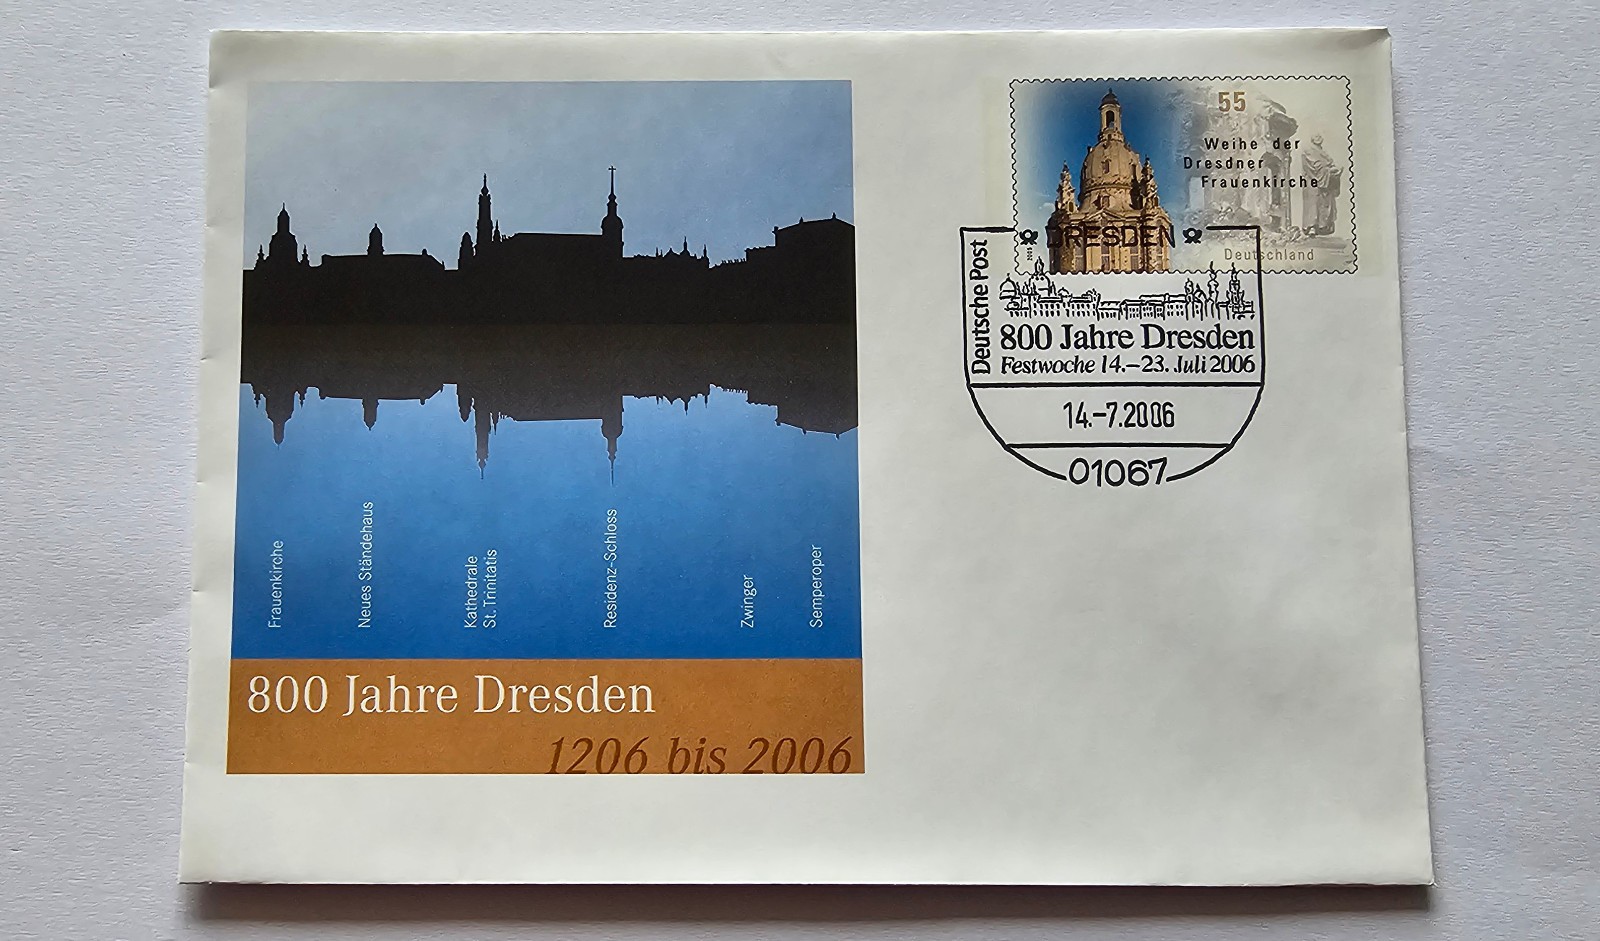 Frauenkirche
Neues Ständehaus
Kathedrale
St. Trinitatis
Residenz-Schloss
Zwinger
Semperoper
800 Jahre Dresden
1206 bis 2006
55
Weihe der
Dresdner
Frauenkirche
Deutschland
DRESDEN
Deutsche Post
800 Jahre Dresden
Festwoche 14.–23. Juli 2006
14.-7.2006
01067